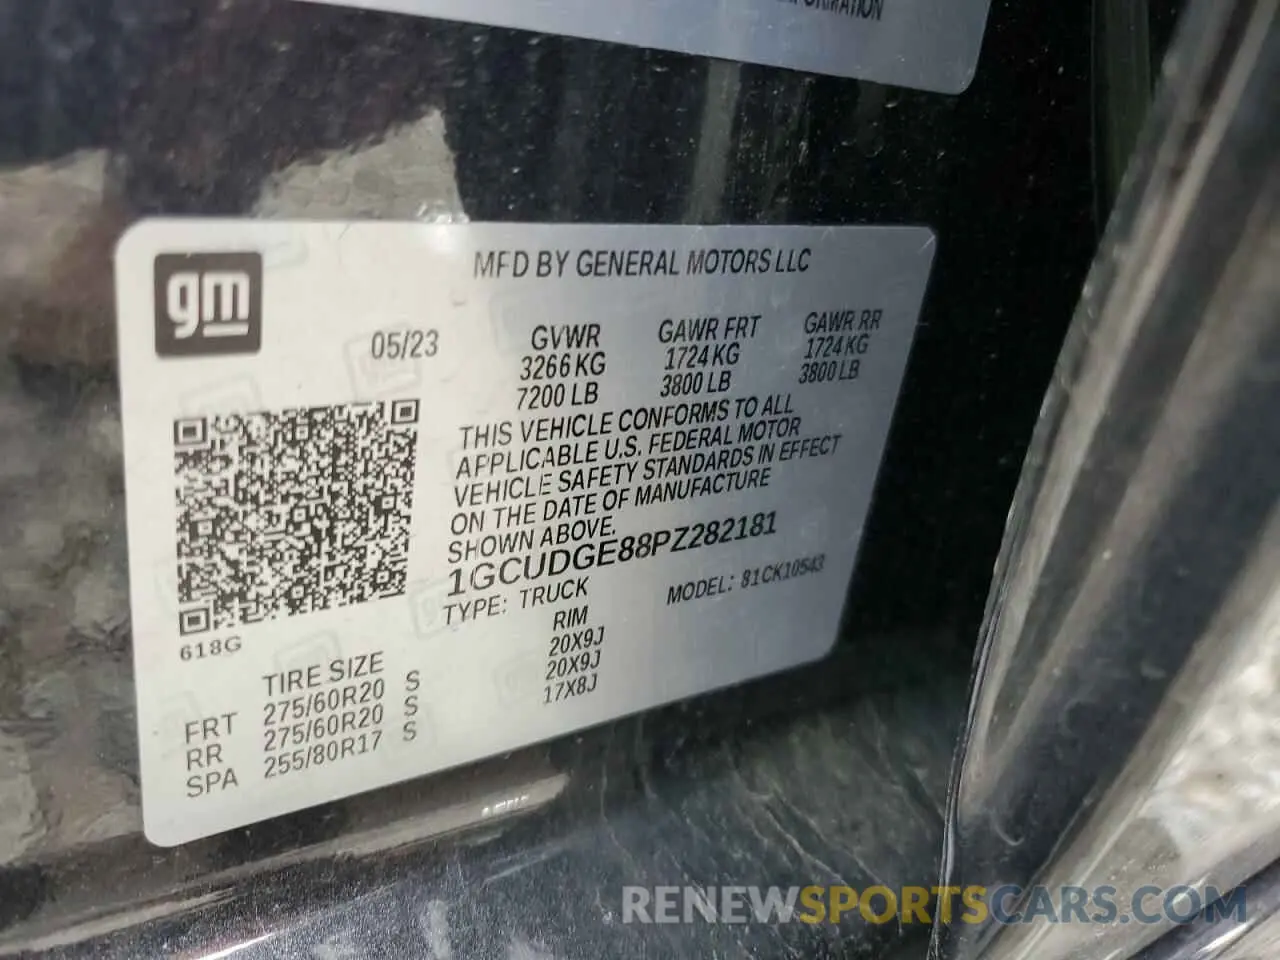 FORMATION
gm
MFD BY GENERAL MOTORS LLC
05/23
GVWR GAWR FRT GAWR RR
3266 KG 1724 KG 1724 KG
7200 LB 3800 LB 3800 LB
THIS VEHICLE CONFORMS TO ALL
APPLICABLE U.S. FEDERAL MOTOR
VEHICLE SAFETY STANDARDS IN EFFECT
ON THE DATE OF MANUFACTURE
SHOWN ABOVE.
1GCUDGE88PZ282181
TYPE: TRUCK MODEL: 81CK10543
618G
TIRE SIZE RIM
FRT 275/60R20 S 20X9J
RR 275/60R20 S 20X9J
SPA 255/80R17 S 17X8J
RENEWSPORTSCARS.COM